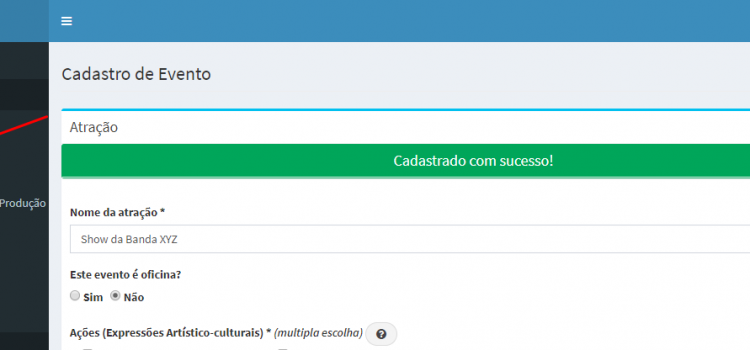 Cadastro de Evento
Atração
Cadastrado com sucesso!
Produção
Nome da atração *
Show da Banda XYZ
Este evento é oficina?
Sim Não
Ações (Expressões Artístico-culturais) * (multipla escolha) ?